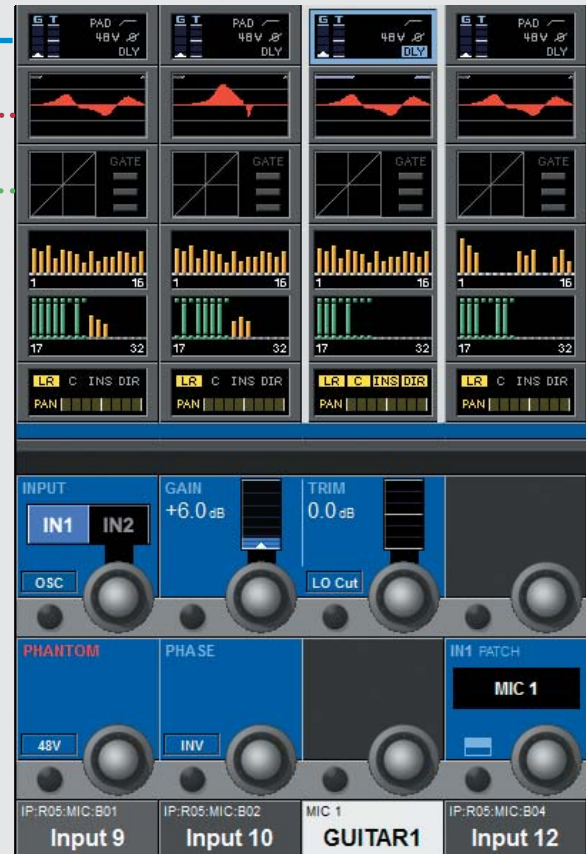 G T PAD G T PAD G T G T PAD
48V Ø 48V Ø 48V Ø 48V Ø
DLY DLY DLY DLY
GATE GATE GATE GATE
1 16 1 16 1 16 1 16
17 32 17 32 17 32 17 32
LR C INS DIR LR C INS DIR LR C INS DIR LR C INS DIR
PAN PAN PAN PAN
INPUT GAIN TRIM
+6.0 dB 0.0 dB
IN1 IN2
OSC LO Cut
PHANTOM PHASE IN1 PATCH
MIC 1
48V INV
IP:R05:MIC:B01 IP:R05:MIC:B02 MIC 1 IP:R05:MIC:B04
Input 9 Input 10 GUITAR1 Input 12